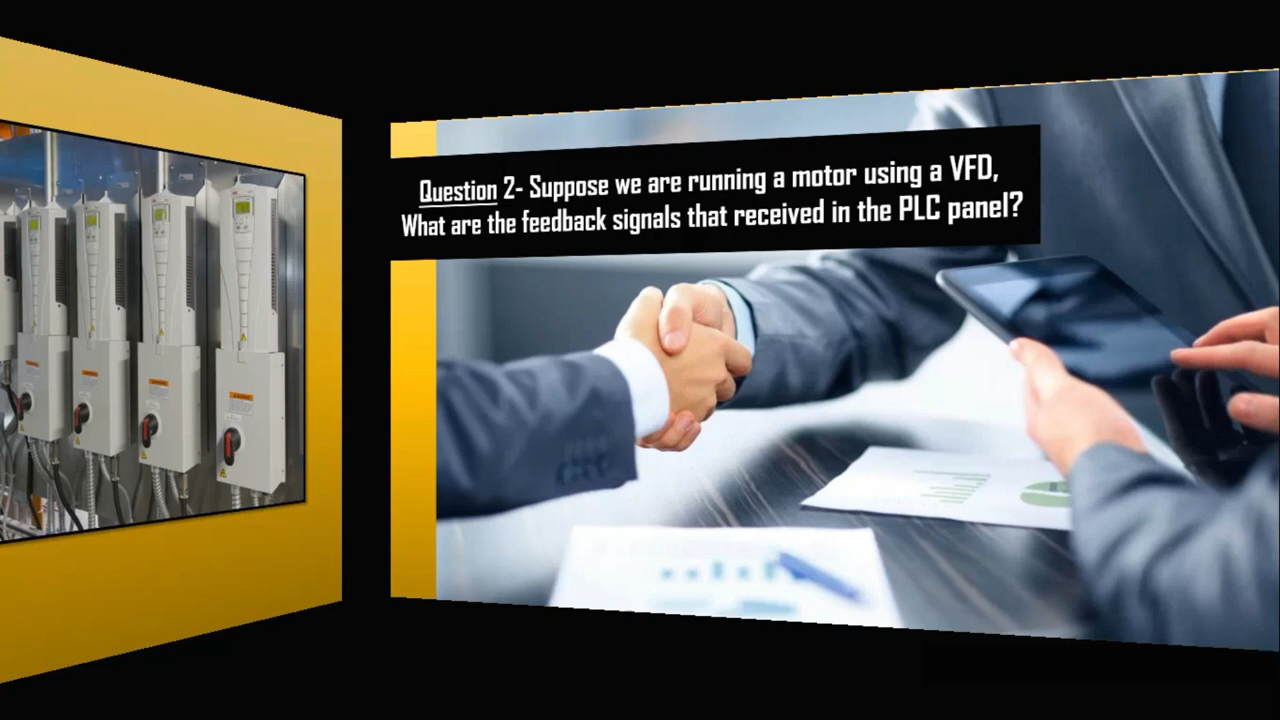 Question 2- Suppose we are running a motor using a VFD,
What are the feedback signals that received in the PLC panel?